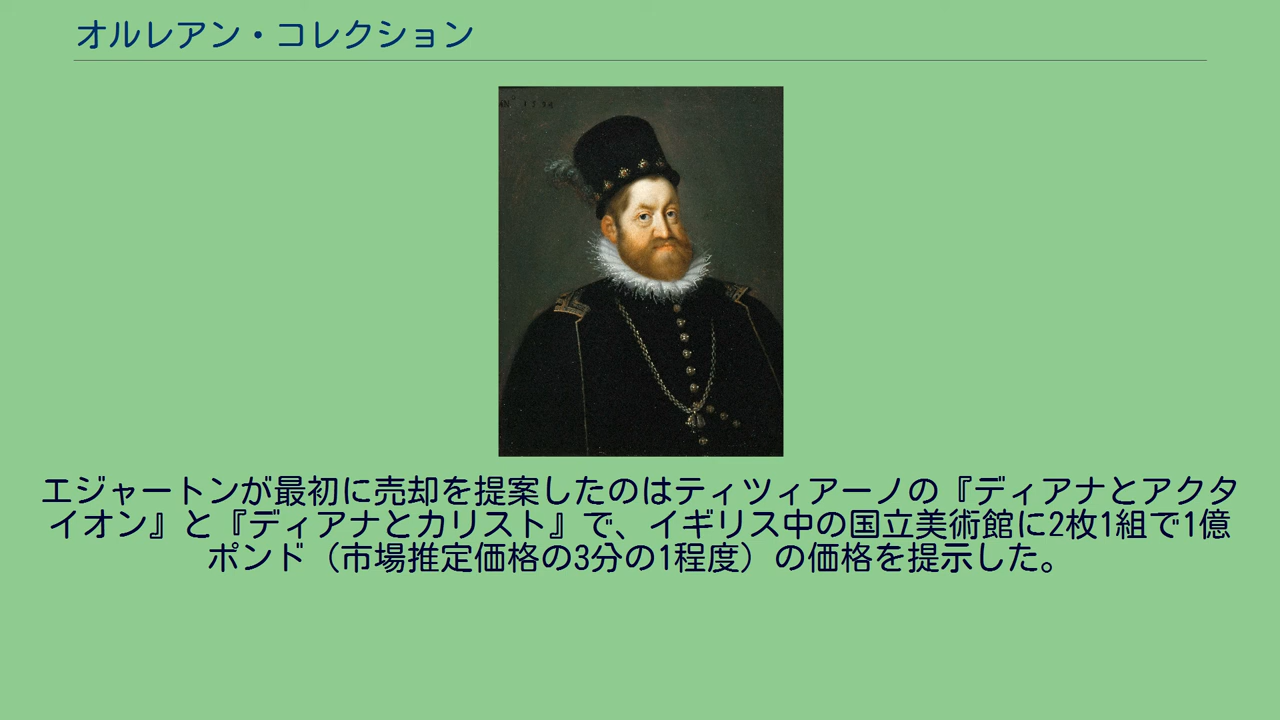 オルレアン・コレクション
エジャートンが最初に売却を提案したのはティツィアーノの『ディアナとアクタ
イオン』と『ディアナとカリスト』で、イギリス中の国立美術館に2枚1組で1億
ポンド（市場推定価格の3分の1程度）の価格を提示した。